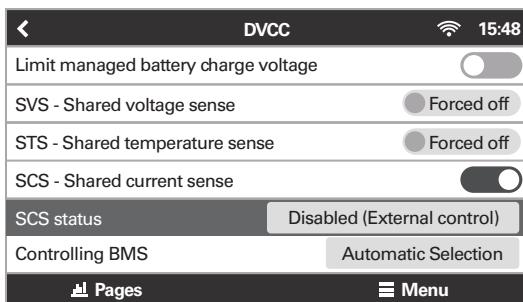 DVCC 15:48
Limit managed battery charge voltage
SVS - Shared voltage sense Forced off
STS - Shared temperature sense Forced off
SCS - Shared current sense
SCS status Disabled (External control)
Controlling BMS Automatic Selection
Pages Menu